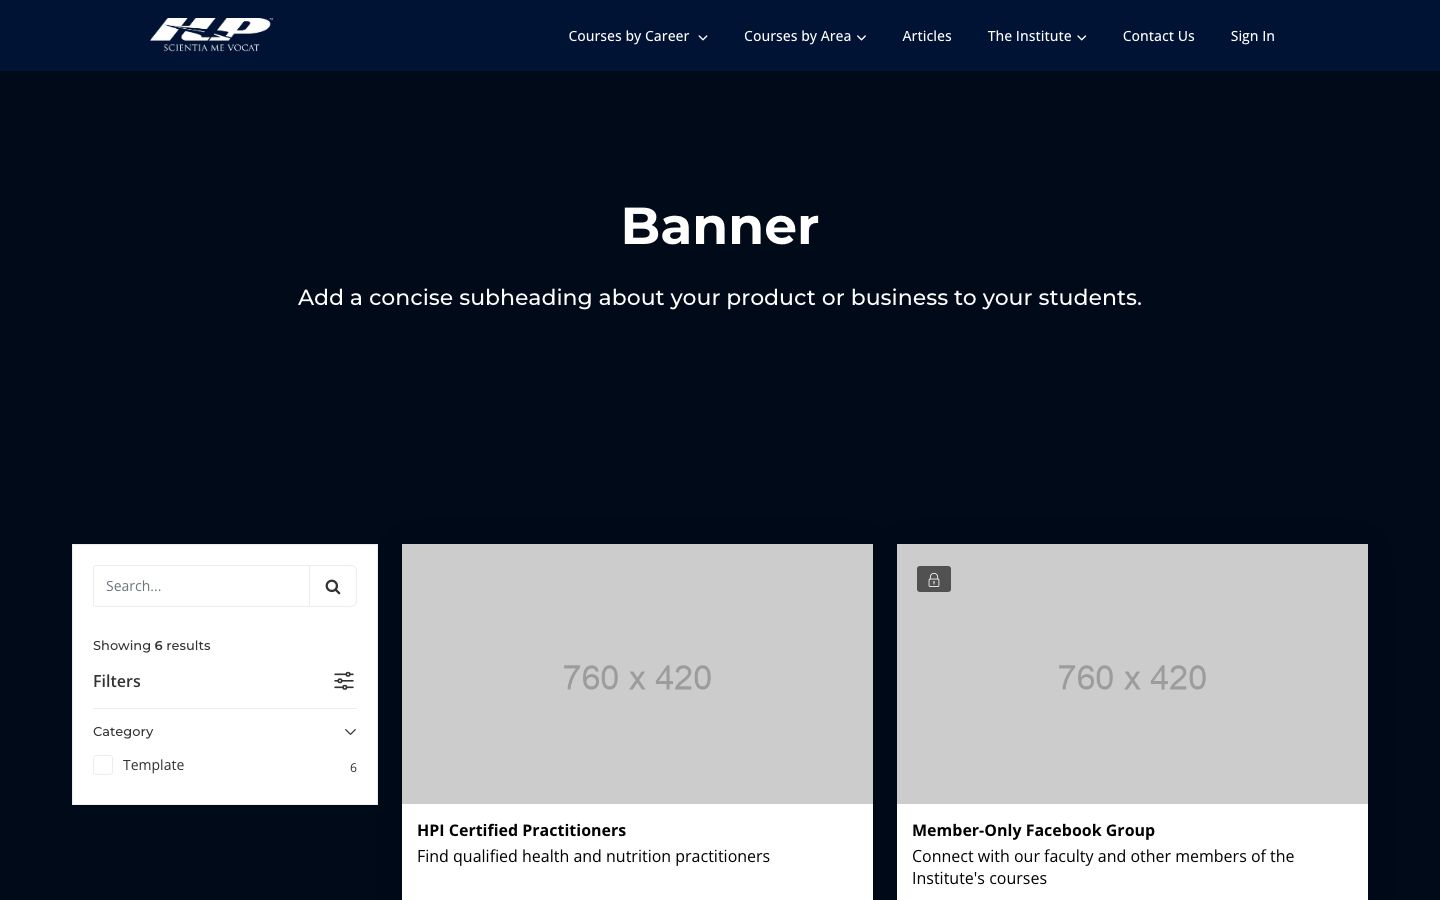 HP
SCIENTIA ME VOCAT
Courses by Career
Courses by Area
Articles
The Institute
Contact Us
Sign In
Banner
Add a concise subheading about your product or business to your students.
Search...
Showing 6 results
Filters
Category
Template
6
760 x 420
HPI Certified Practitioners
Find qualified health and nutrition practitioners
760 x 420
Member-Only Facebook Group
Connect with our faculty and other members of the
Institute's courses